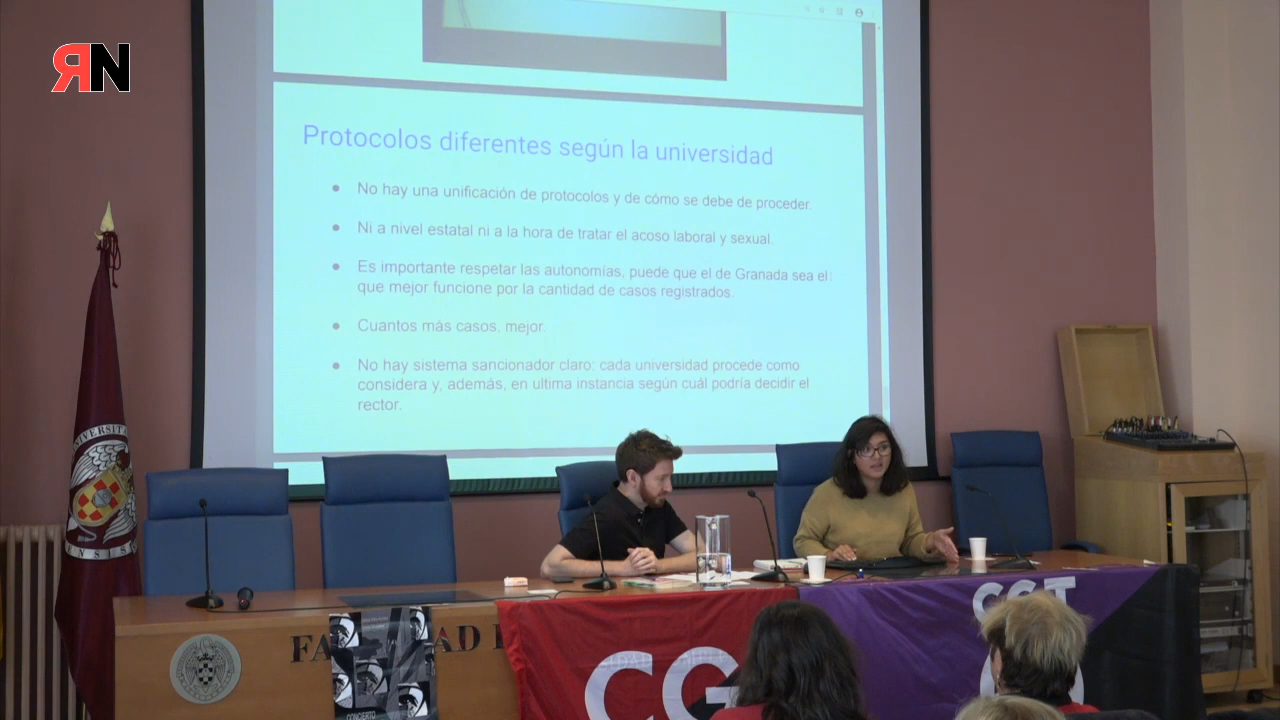 RN
Protocolos diferentes según la universidad
No hay una unificación de protocolos y de cómo se debe de proceder.
Ni a nivel estatal ni a la hora de tratar el acoso laboral y sexual.
Es importante respetar las autonomías, puede que el de Granada sea el
que mejor funcione por la cantidad de casos registrados.
Cuantos más casos, mejor.
No hay sistema sancionador claro: cada universidad procede como
considera y, además, en ultima instancia según cuál podría decidir el
rector.
CGT
FA
AD
CG
CONCIERTO